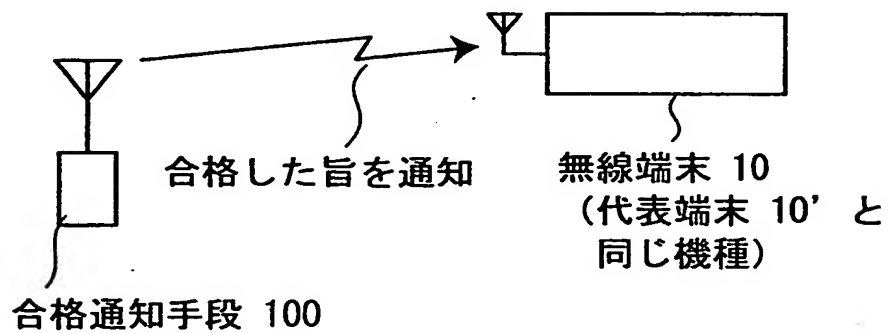 合格した旨を通知
無線端末 10
(代表端末 10’ と
同じ機種)
合格通知手段 100